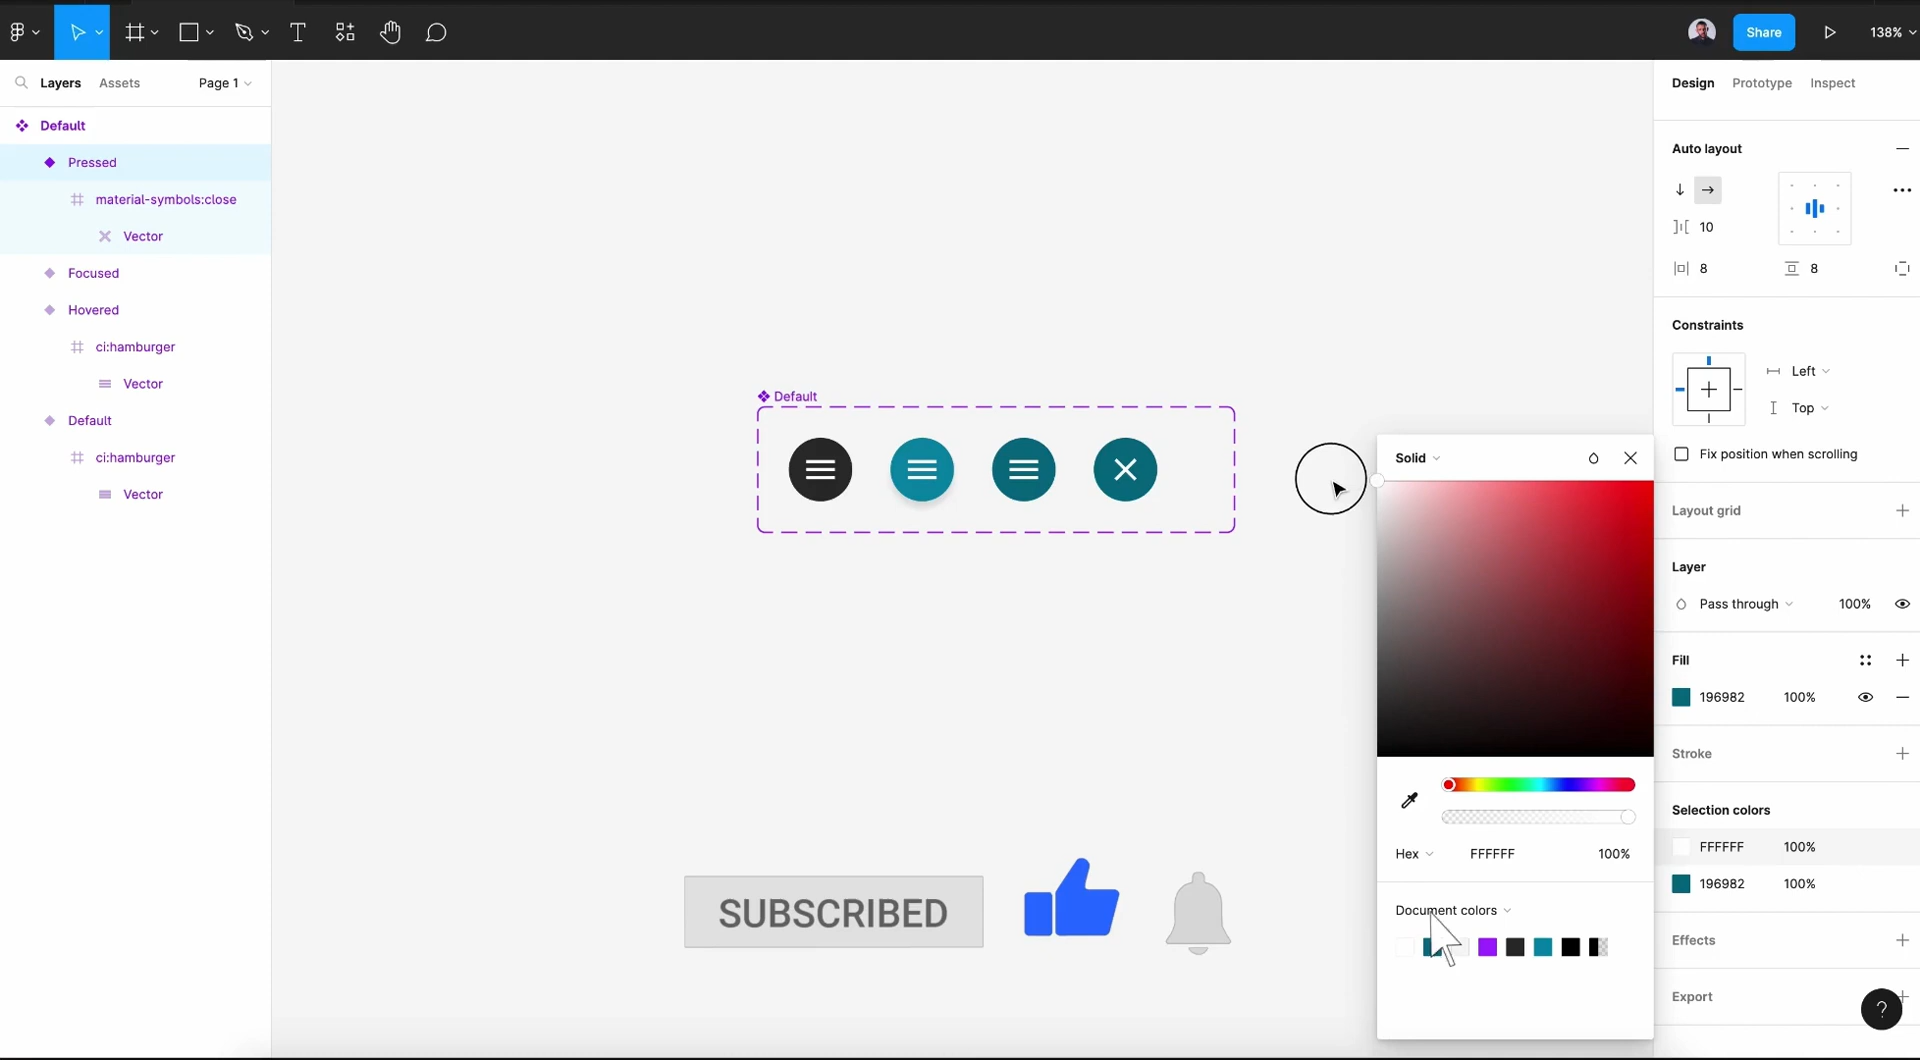 Share
138%
Layers
Assets
Page 1
Default
Pressed
material-symbols:close
Vector
Focused
Hovered
ci:hamburger
Vector
Default
ci:hamburger
Vector
Default
SUBSCRIBED
Solid
Hex
FFFFFF
100%
Document colors
Design
Prototype
Inspect
Auto layout
10
8
8
Constraints
Left
Top
Fix position when scrolling
Layout grid
Layer
Pass through
100%
Fill
196982
100%
Stroke
Selection colors
FFFFFF
100%
196982
100%
Effects
Export
?